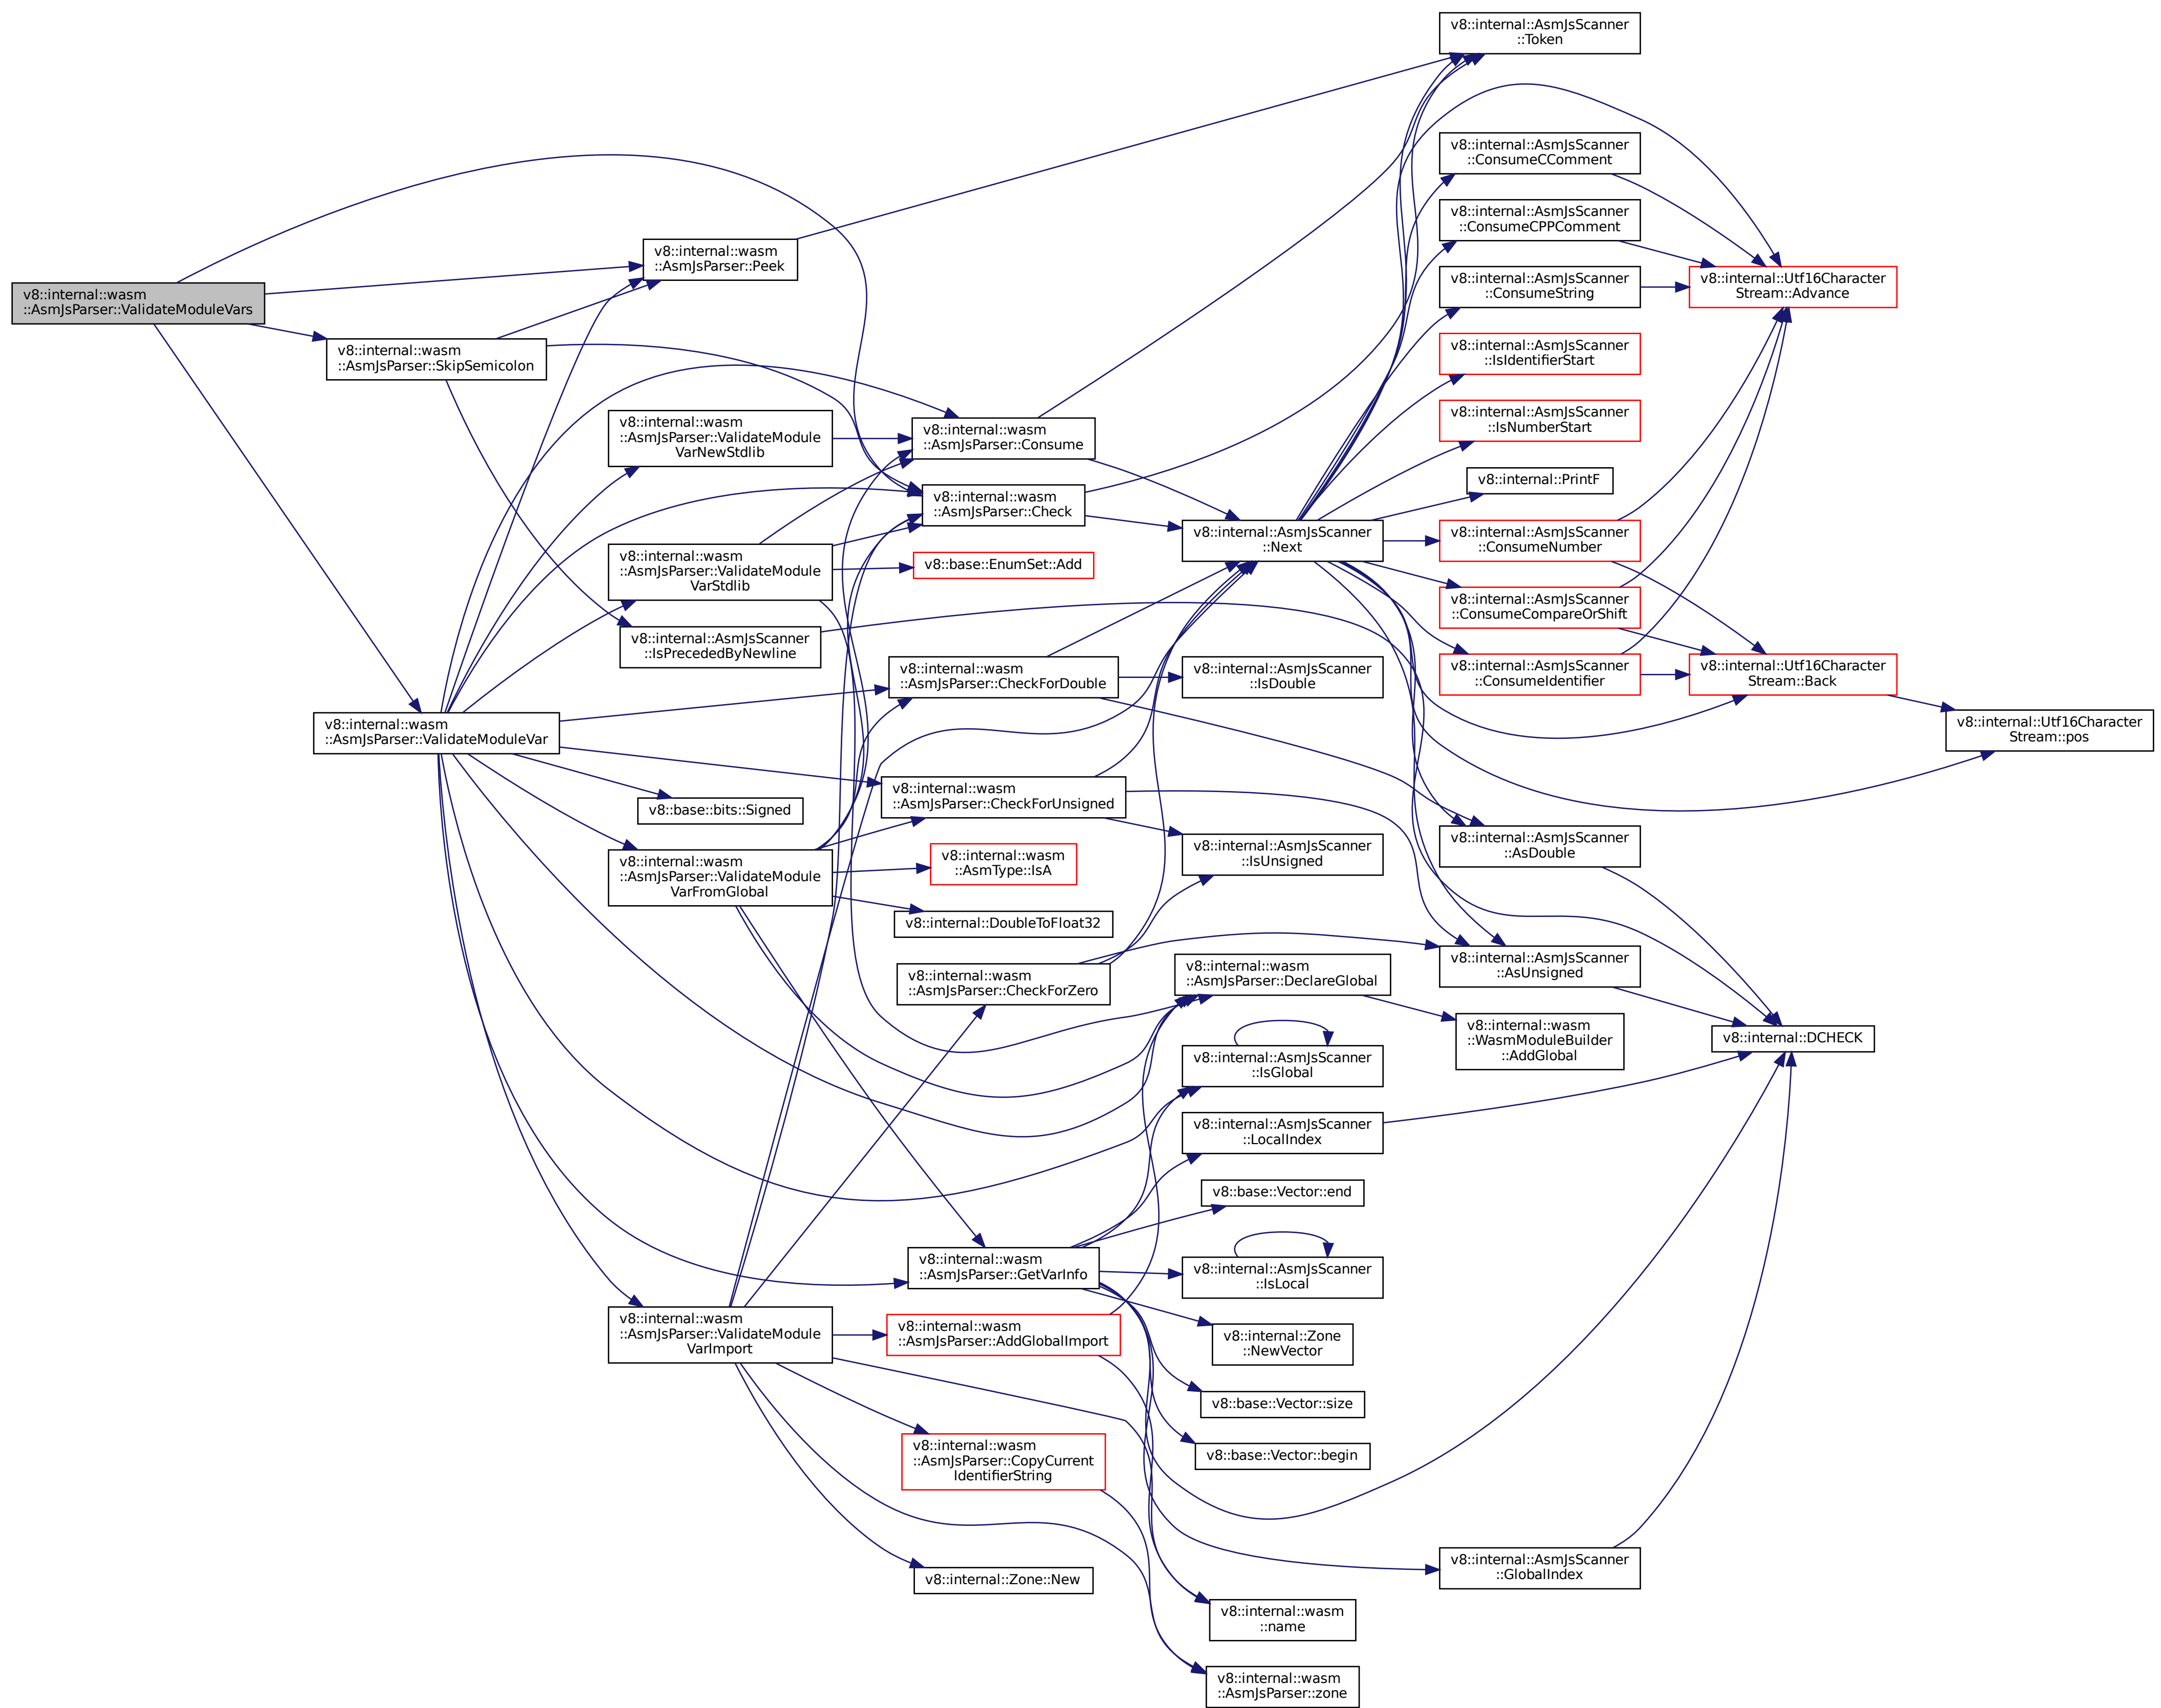 v8::internal::wasm
::AsmJsParser::ValidateModuleVars
v8::internal::wasm
::AsmJsParser::Peek
v8::internal::wasm
::AsmJsParser::SkipSemicolon
v8::internal::wasm
::AsmJsParser::ValidateModuleVar
v8::internal::wasm
::AsmJsParser::ValidateModule
VarNewStdlib
v8::internal::wasm
::AsmJsParser::ValidateModule
VarStdlib
v8::internal::AsmJsScanner
::IsPrecededByNewline
v8::base::bits::Signed
v8::internal::wasm
::AsmJsParser::ValidateModule
VarFromGlobal
v8::internal::wasm
::AsmJsParser::ValidateModule
VarImport
v8::internal::wasm
::AsmJsParser::Consume
v8::internal::wasm
::AsmJsParser::Check
v8::base::EnumSet::Add
v8::internal::wasm
::AsmJsParser::CheckForDouble
v8::internal::wasm
::AsmJsParser::CheckForUnsigned
v8::internal::wasm
::AsmType::IsA
v8::internal::DoubleToFloat32
v8::internal::wasm
::AsmJsParser::CheckForZero
v8::internal::wasm
::AsmJsParser::GetVarInfo
v8::internal::wasm
::AsmJsParser::AddGlobalImport
v8::internal::wasm
::AsmJsParser::CopyCurrent
IdentifierString
v8::internal::Zone::New
v8::internal::AsmJsScanner
::Next
v8::internal::AsmJsScanner
::IsDouble
v8::internal::AsmJsScanner
::IsUnsigned
v8::internal::wasm
::AsmJsParser::DeclareGlobal
v8::internal::AsmJsScanner
::IsGlobal
v8::internal::AsmJsScanner
::LocalIndex
v8::base::Vector::end
v8::internal::AsmJsScanner
::IsLocal
v8::internal::Zone
::NewVector
v8::base::Vector::size
v8::base::Vector::begin
v8::internal::wasm
::name
v8::internal::wasm
::AsmJsParser::zone
v8::internal::AsmJsScanner
::Token
v8::internal::AsmJsScanner
::ConsumeCComment
v8::internal::AsmJsScanner
::ConsumeCPPComment
v8::internal::AsmJsScanner
::ConsumeString
v8::internal::AsmJsScanner
::IsIdentifierStart
v8::internal::AsmJsScanner
::IsNumberStart
v8::internal::PrintF
v8::internal::AsmJsScanner
::ConsumeNumber
v8::internal::AsmJsScanner
::ConsumeCompareOrShift
v8::internal::AsmJsScanner
::ConsumeIdentifier
v8::internal::AsmJsScanner
::AsDouble
v8::internal::AsmJsScanner
::AsUnsigned
v8::internal::wasm
::WasmModuleBuilder
::AddGlobal
v8::internal::AsmJsScanner
::GlobalIndex
v8::internal::Utf16Character
Stream::Advance
v8::internal::Utf16Character
Stream::Back
v8::internal::DCHECK
v8::internal::Utf16Character
Stream::pos